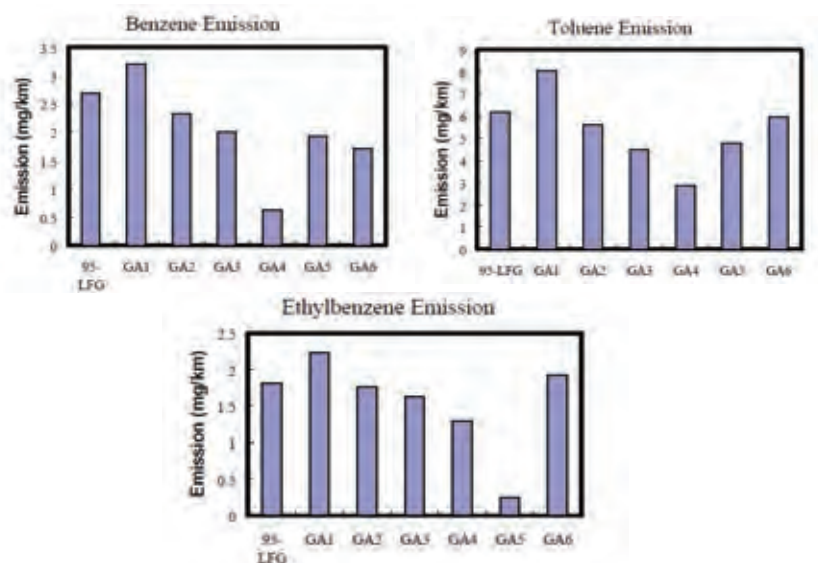 Benzene Emission
Emission (mg/km)
3.5
3
2.5
2
1.5
1
0.5
0
95-LFG GA1 GA2 GA3 GA4 GA5 GA6
Toluene Emission
Emission (mg/km)
9
8
7
6
5
4
3
2
1
0
95-LFG GA1 GA2 GA3 GA4 GA5 GA6
Ethylbenzene Emission
Emission (mg/km)
2.5
2
1.5
1
0.5
0
95-LFG GA1 GA2 GA3 GA4 GA5 GA6